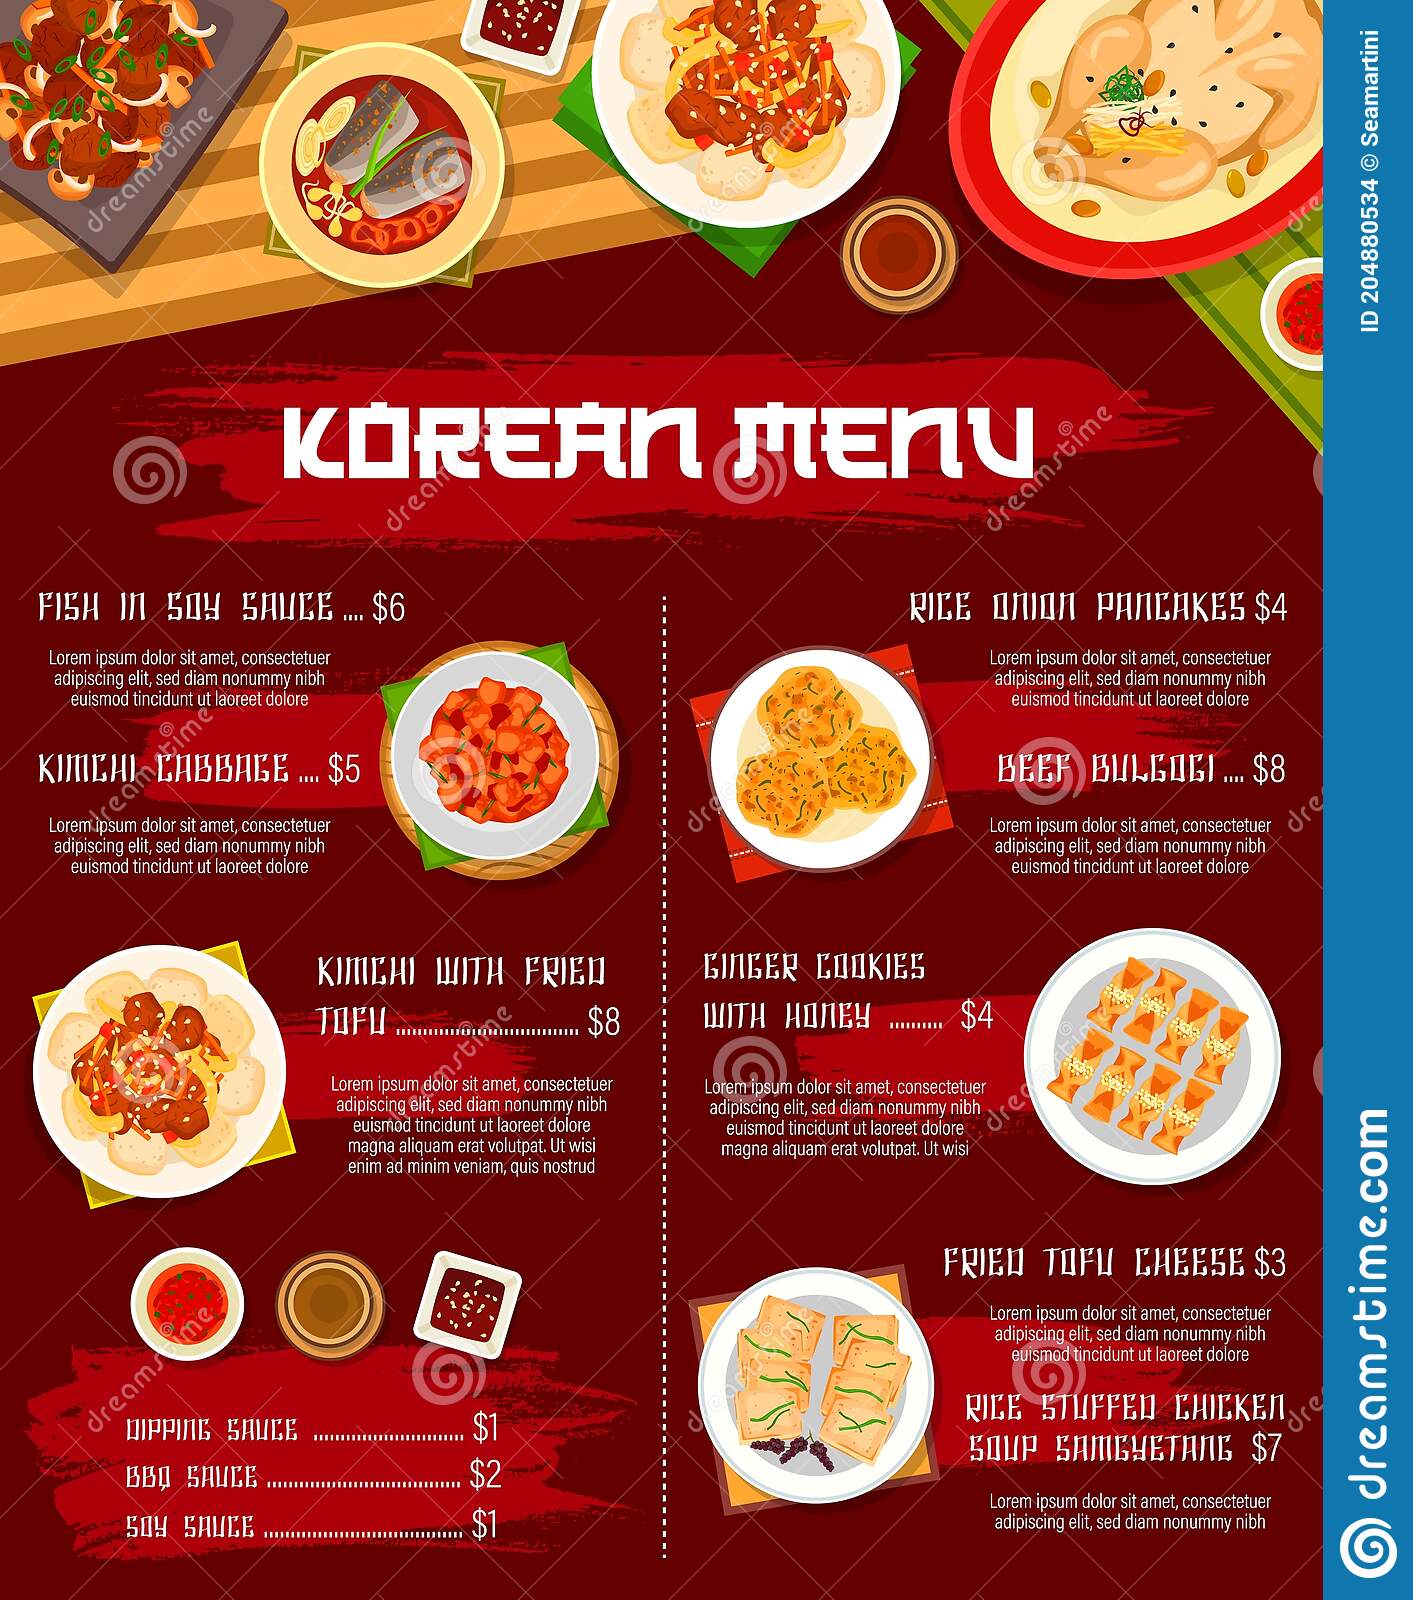 KOREAN MENU
FISH IN SOY SAUCE .... $6
Lorem ipsum dolor sit amet, consectetuer
adipiscing elit, sed diam nonummy nibh
euismod tincidunt ut laoreet dolore
KIMCHI CABBAGE .... $5
Lorem ipsum dolor sit amet, consectetuer
adipiscing elit, sed diam nonummy nibh
euismod tincidunt ut laoreet dolore
KIMCHI WITH FRIED
TOFU ............................... $8
Lorem ipsum dolor sit amet, consectetuer
adipiscing elit, sed diam nonummy nibh
euismod tincidunt ut laoreet dolore
magna aliquam erat volutpat. Ut wisi
enim ad minim veniam, quis nostrud
DIPPING SAUCE .......................... $1
BBQ SAUCE ................................. $2
SOY SAUCE .................................. $1
RICE ONION PANCAKES $4
Lorem ipsum dolor sit amet, consectetuer
adipiscing elit, sed diam nonummy nibh
euismod tincidunt ut laoreet dolore
BEEF BULGOGI .... $8
Lorem ipsum dolor sit amet, consectetuer
adipiscing elit, sed diam nonummy nibh
euismod tincidunt ut laoreet dolore
GINGER COOKIES
WITH HONEY ......... $4
Lorem ipsum dolor sit amet, consectetuer
adipiscing elit, sed diam nonummy nibh
euismod tincidunt ut laoreet dolore
magna aliquam erat volutpat. Ut wisi
FRIED TOFU CHEESE $3
Lorem ipsum dolor sit amet, consectetuer
adipiscing elit, sed diam nonummy nibh
euismod tincidunt ut laoreet dolore
RICE STUFFED CHICKEN
SOUP SAMGYETANG $7
Lorem ipsum dolor sit amet, consectetuer
adipiscing elit, sed diam nonummy nibh
ID 204880534 © Seamartini
dreamstime.com